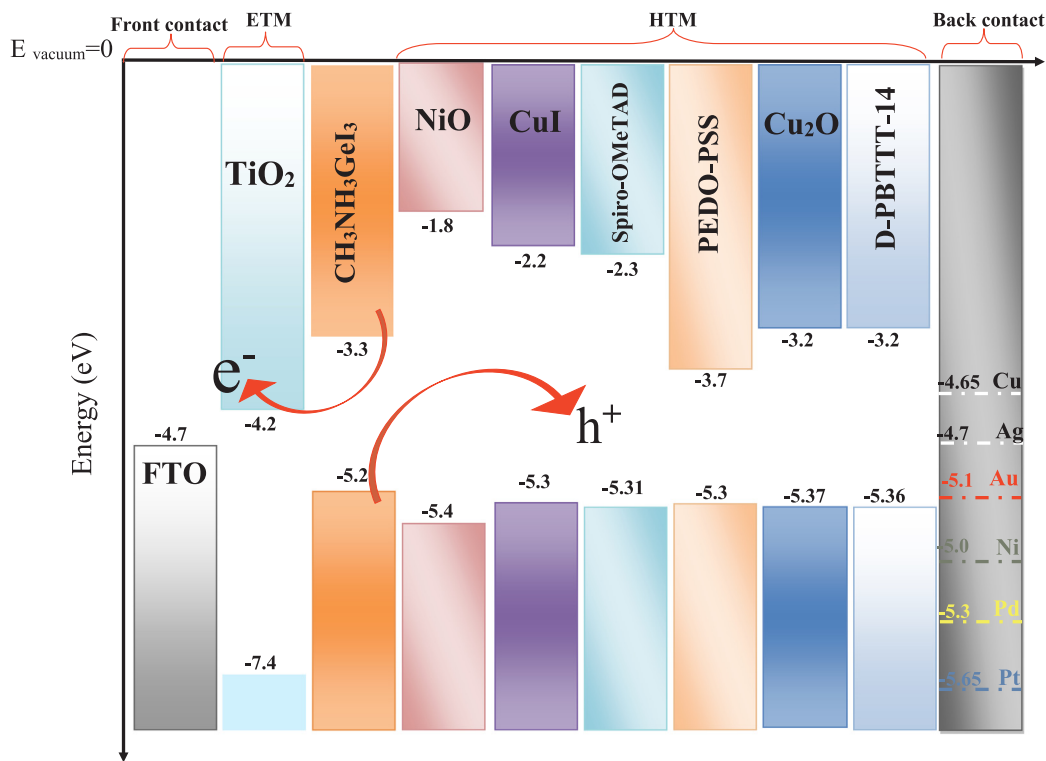 Front contact
ETM
HTM
Back contact
E vacuum=0
Energy (eV)
TiO2
CH3NH3GeI3
NiO
CuI
Spiro-OMeTAD
PEDO-PSS
Cu2O
D-PBTTT-14
-1.8
-2.2
-2.3
-3.2
-3.2
-3.3
-3.7
e-
h+
-4.2
-4.65 Cu
-4.7 Ag
-5.1 Au
-5.0 Ni
-5.3 Pd
-5.65 Pt
-4.7
FTO
-5.2
-5.4
-5.3
-5.31
-5.3
-5.37
-5.36
-7.4